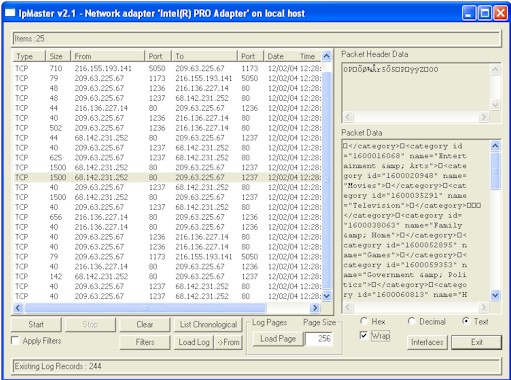 IpMaster v2.1 - Network adapter 'Intel(R) PRO Adapter' on local host
Items :25
Type Size From Port To Port Date Time
TCP 710 216.155.193.141 5050 209.63.225.67 1173 12/02/04 12:28:
TCP 79 209.63.225.67 1173 216.155.193.141 5050 12/02/04 12:28:
TCP 48 209.63.225.67 1236 216.136.227.14 80 12/02/04 12:28:
TCP 48 209.63.225.67 1237 68.142.231.252 80 12/02/04 12:28:
TCP 44 216.136.227.14 80 209.63.225.67 1236 12/02/04 12:28:
TCP 40 209.63.225.67 1236 216.136.227.14 80 12/02/04 12:28:
TCP 502 209.63.225.67 1236 216.136.227.14 80 12/02/04 12:28:
TCP 44 68.142.231.252 80 209.63.225.67 1237 12/02/04 12:28:
TCP 40 209.63.225.67 1237 68.142.231.252 80 12/02/04 12:28:
TCP 625 209.63.225.67 1237 68.142.231.252 80 12/02/04 12:28:
TCP 1500 68.142.231.252 80 209.63.225.67 1237 12/02/04 12:28:
TCP 1500 68.142.231.252 80 209.63.225.67 1237 12/02/04 12:28:
TCP 40 209.63.225.67 1237 68.142.231.252 80 12/02/04 12:28:
TCP 1500 68.142.231.252 80 209.63.225.67 1237 12/02/04 12:28:
TCP 40 209.63.225.67 1237 68.142.231.252 80 12/02/04 12:28:
TCP 656 216.136.227.14 80 209.63.225.67 1236 12/02/04 12:28:
TCP 40 216.136.227.14 80 209.63.225.67 1236 12/02/04 12:28:
TCP 40 209.63.225.67 1236 216.136.227.14 80 12/02/04 12:28:
TCP 40 209.63.225.67 1236 216.136.227.14 80 12/02/04 12:28:
TCP 79 209.63.225.67 1173 216.155.193.141 5050 12/02/04 12:28:
TCP 40 216.136.227.14 80 209.63.225.67 1236 12/02/04 12:28:
TCP 142 68.142.231.252 80 209.63.225.67 1237 12/02/04 12:28:
TCP 40 209.63.225.67 1237 68.142.231.252 80 12/02/04 12:28:
Packet Header Data
Packet Data
</category> <category id
="1600016068" name="Entert
ainment &amp; Arts"> <cate
gory id="1600020948" name=
"Movies"> </category> <cat
egory id="1600035291" name
="Television">
</category> <category id=
"1600038063" name="Family
&amp; Home"> </category> <c
ategory id="1600052895" n
ame="Games"> </category> <c
ategory id="1600059353" n
ame="Government &amp; Poli
tics"> </category> <catego
ry id="1600060813" name="H
Start Stop Clear List Chronological Log Pages Page Size
Apply Filters Filters Load Log ->From Load Page 256
Hex Decimal Text
Wrap Interfaces Exit
Existing Log Records : 244